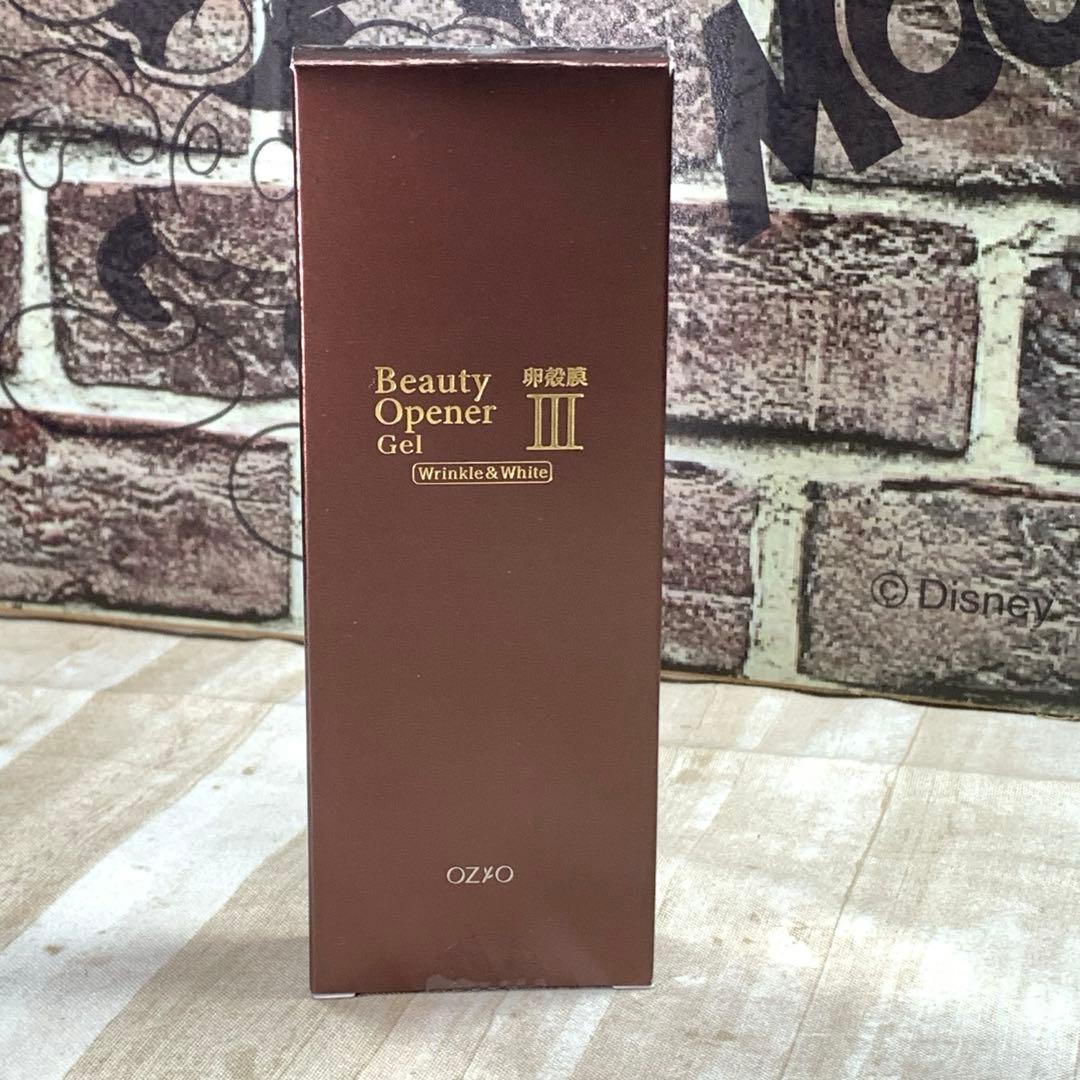 Beauty
Opener
Gel
卵殻膜
III
Wrinkle&White
OZIO
© Disney